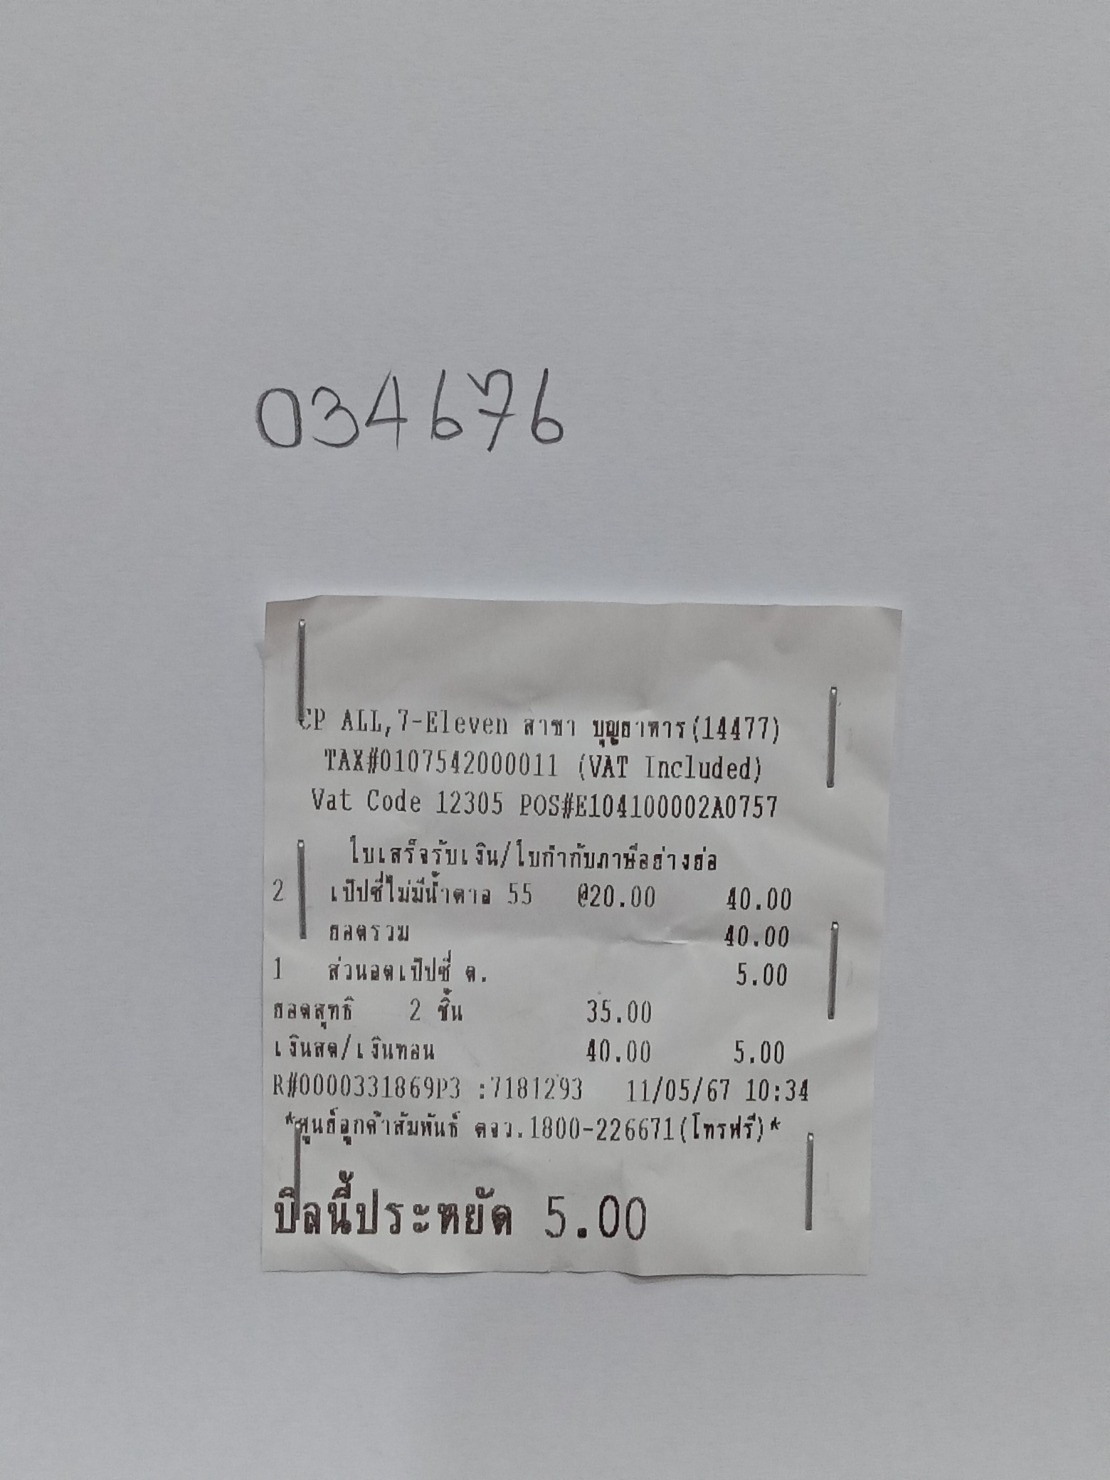 034676
CP ALL,7-Eleven สาขา บุญยาหาร(14477)
TAX#0107542000011 (VAT Included)
Vat Code 12305 POS#E104100002A0757
ใบเสร็จรับเงิน/ใบกำกับภาษีอย่างย่อ
2 เป๊ปซี่ไม่มีน้ำตาล 55 @20.00 40.00
ยอดรวม 40.00
1 ส่วนลดเป๊ปซี่ ต. 5.00
ยอดสุทธิ 2 ชิ้น 35.00
เงินสด/เงินทอน 40.00 5.00
R#0000331869P3 :7181293 11/05/67 10:34
*ศูนย์ลูกค้าสัมพันธ์ ตจว.1800-226671(โทรฟรี)*
บิลนี้ประหยัด 5.00